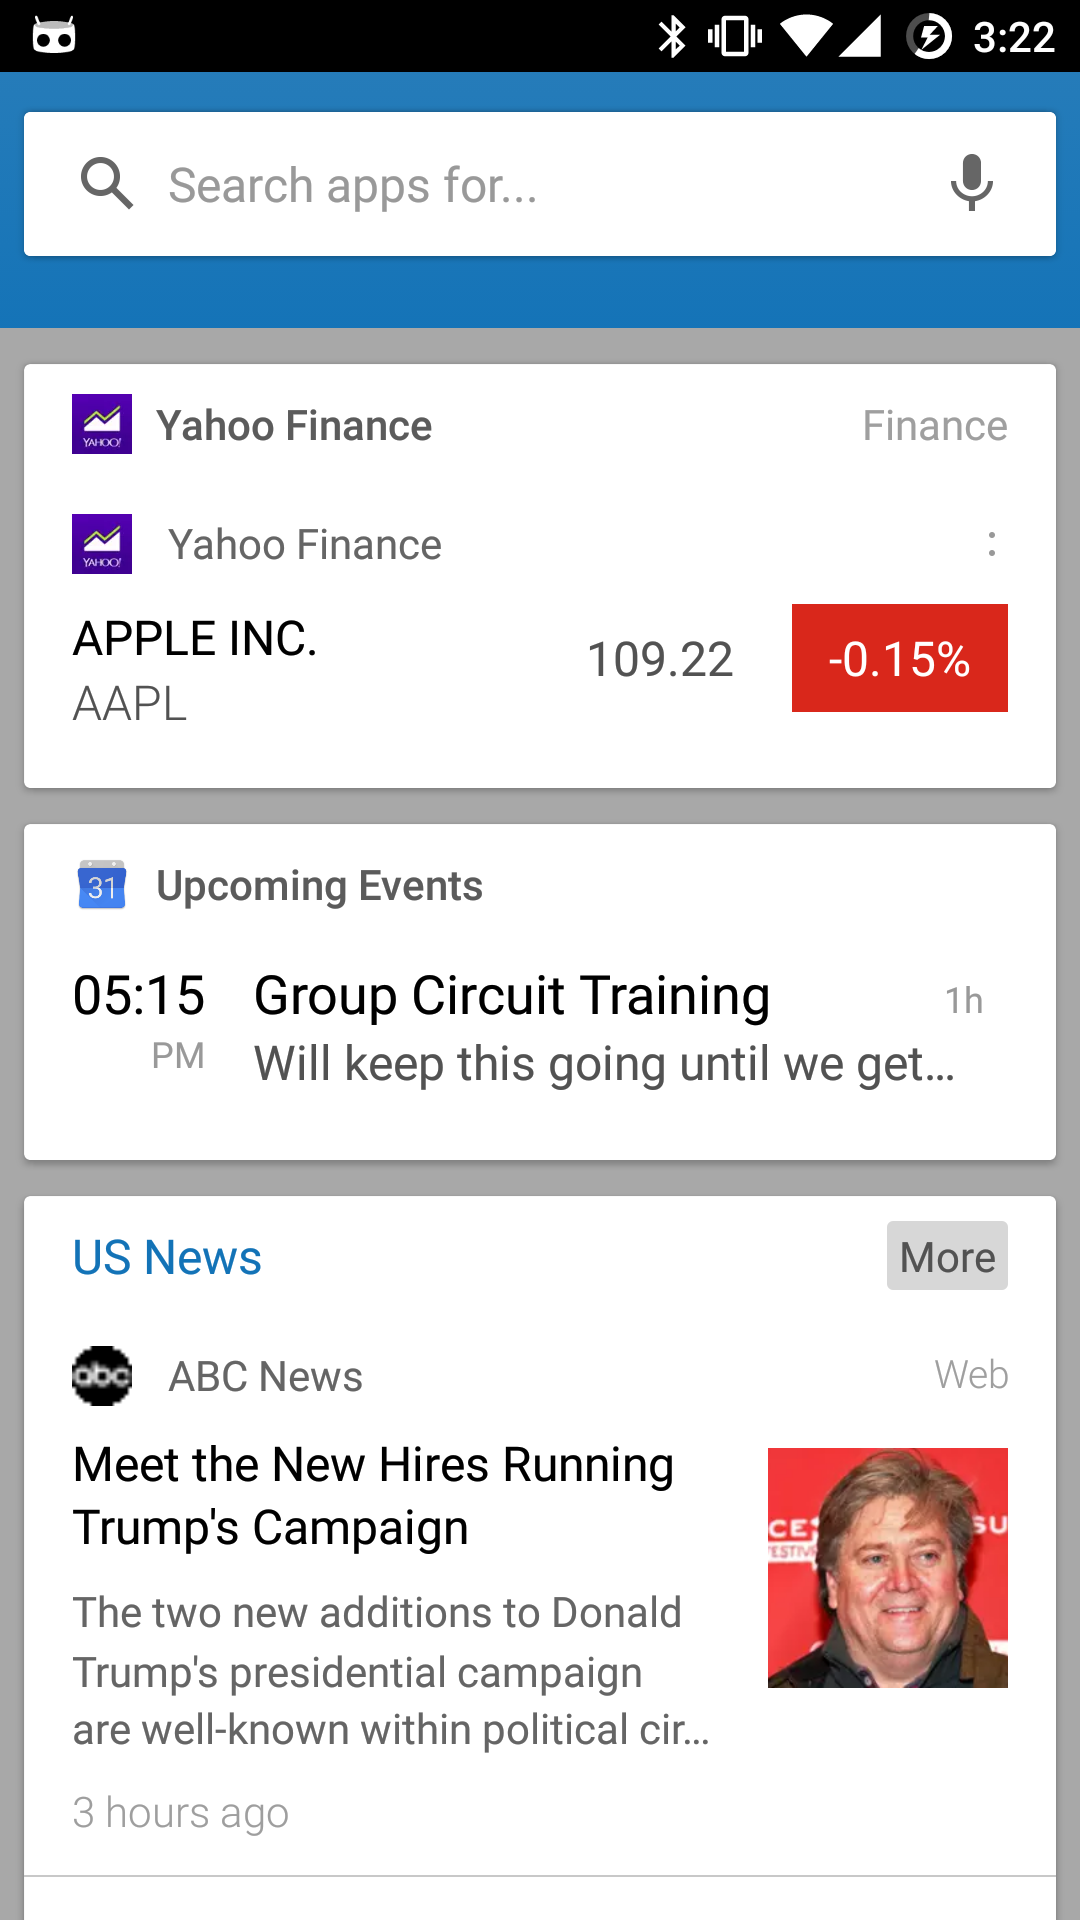 3:22
Search apps for...
YAHOO!
Yahoo Finance
Finance
YAHOO!
Yahoo Finance
APPLE INC.
109.22
-0.15%
AAPL
31
Upcoming Events
05:15
Group Circuit Training
1h
PM
Will keep this going until we get...
US News
More
abc
ABC News
Web
Meet the New Hires Running
Trump's Campaign
CE
SU
The two new additions to Donald
Trump's presidential campaign
are well-known within political cir...
3 hours ago